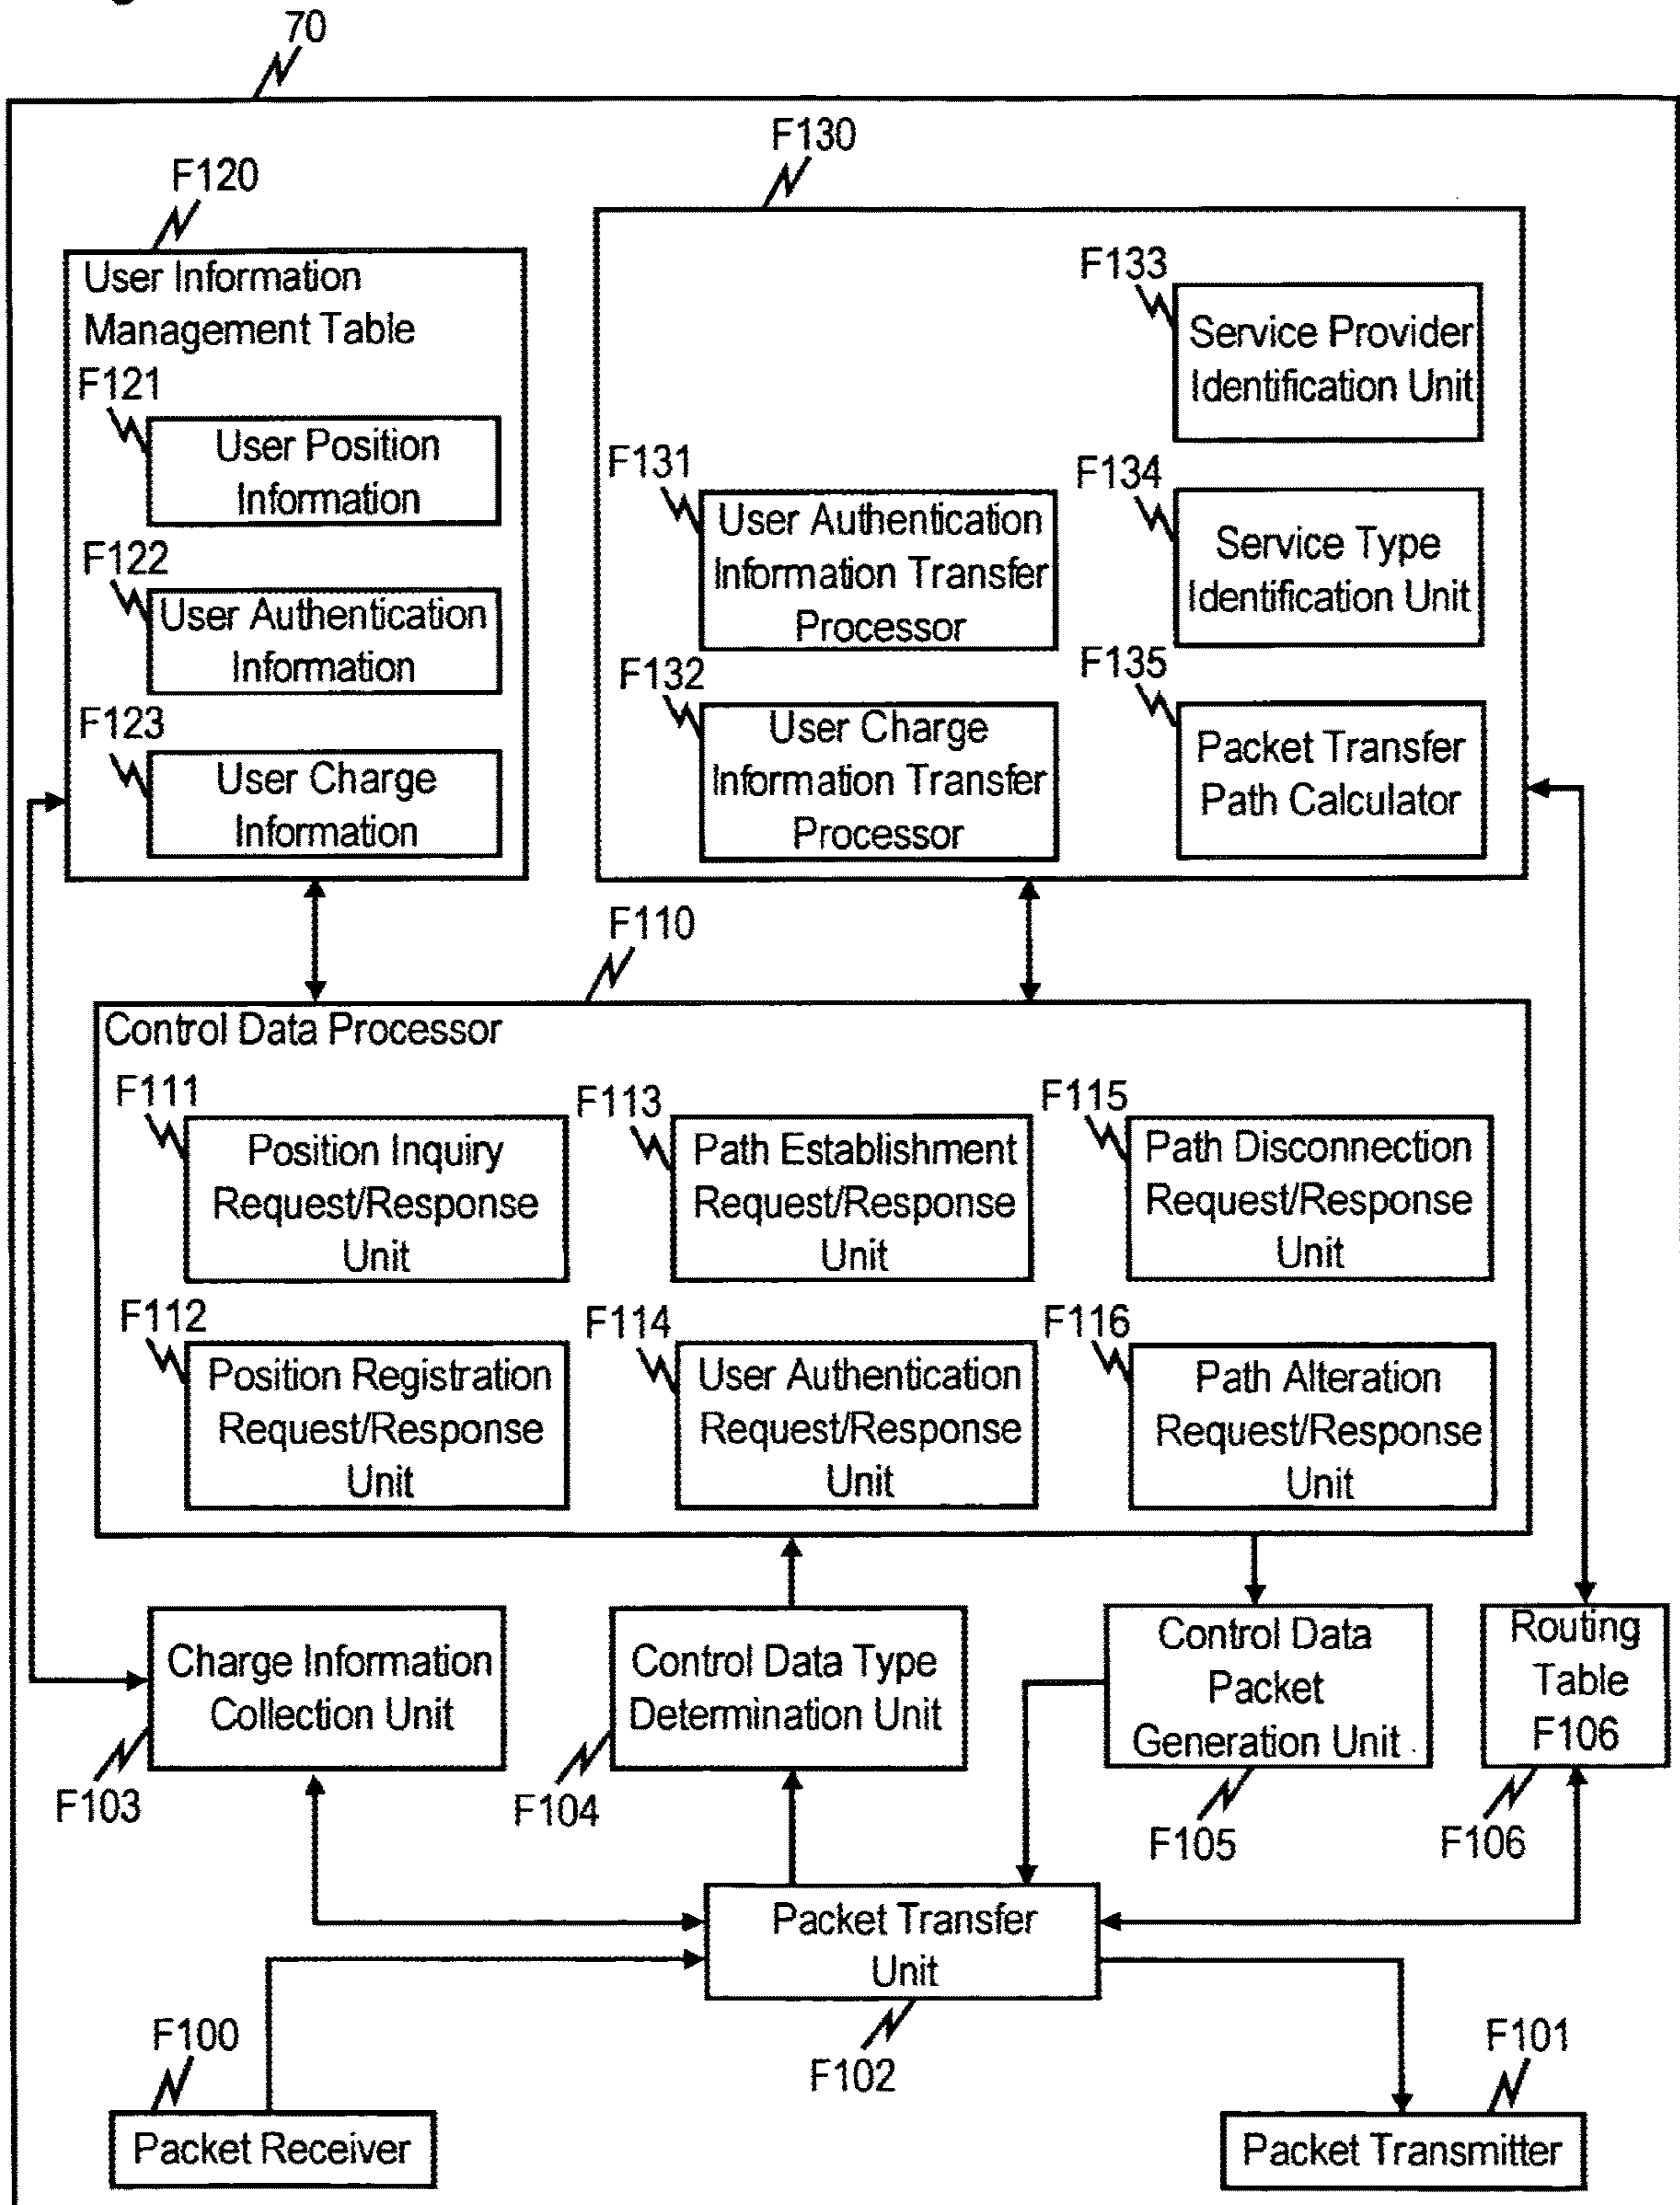 70
F120
User Information
Management Table
F121
User Position
Information
F122
User Authentication
Information
F123
User Charge
Information
F130
F133
Service Provider
Identification Unit
F131
User Authentication
Information Transfer
Processor
F134
Service Type
Identification Unit
F132
User Charge
Information Transfer
Processor
F135
Packet Transfer
Path Calculator
F110
Control Data Processor
F111
Position Inquiry
Request/Response
Unit
F113
Path Establishment
Request/Response
Unit
F115
Path Disconnection
Request/Response
Unit
F112
Position Registration
Request/Response
Unit
F114
User Authentication
Request/Response
Unit
F116
Path Alteration
Request/Response
Unit
Charge Information
Collection Unit
F103
Control Data Type
Determination Unit
F104
Control Data
Packet
Generation Unit
F105
Routing
Table
F106
F106
Packet Transfer
Unit
F102
F100
Packet Receiver
F101
Packet Transmitter